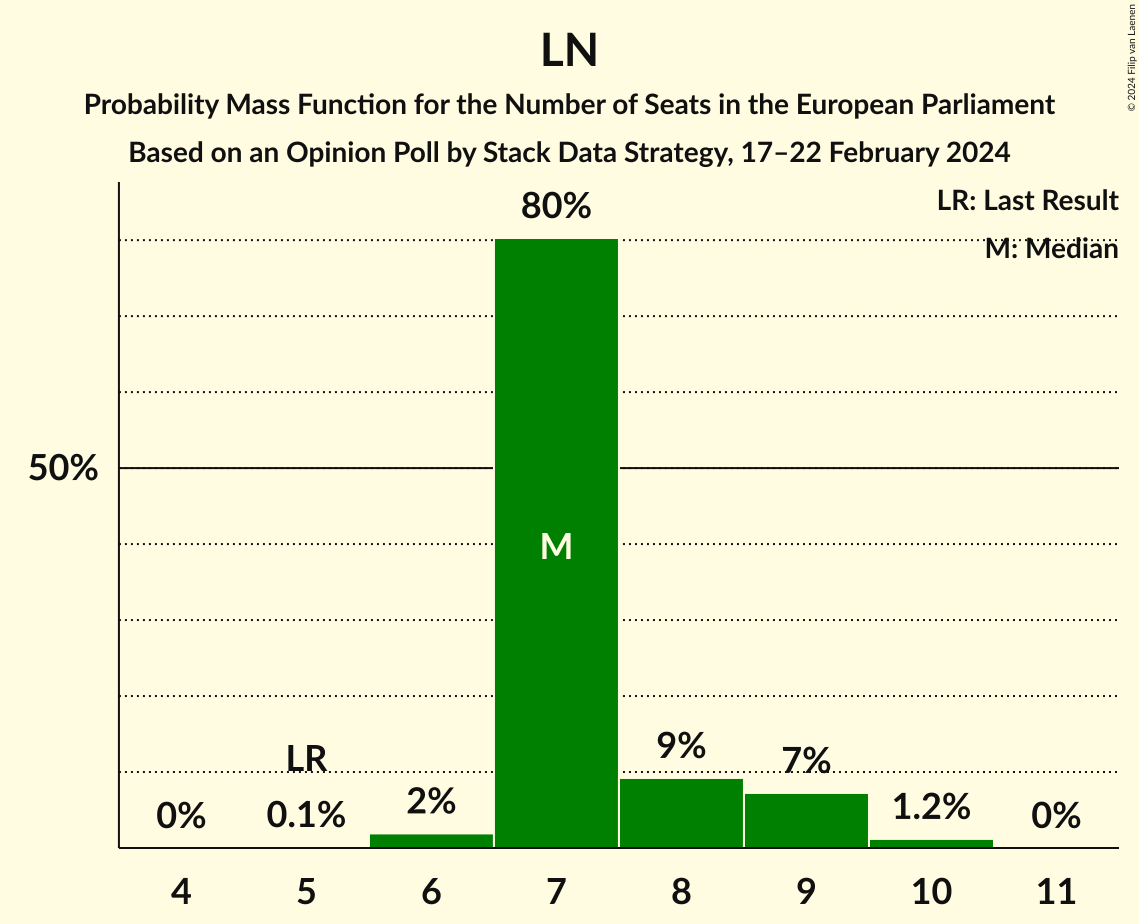 LN
Probability Mass Function for the Number of Seats in the European Parliament
Based on an Opinion Poll by Stack Data Strategy, 17–22 February 2024
© 2024 Filip van Laenen
LR: Last Result
M: Median
80%
50%
M
LR
0%
0.1%
2%
9%
7%
1.2%
0%
4 5 6 7 8 9 10 11